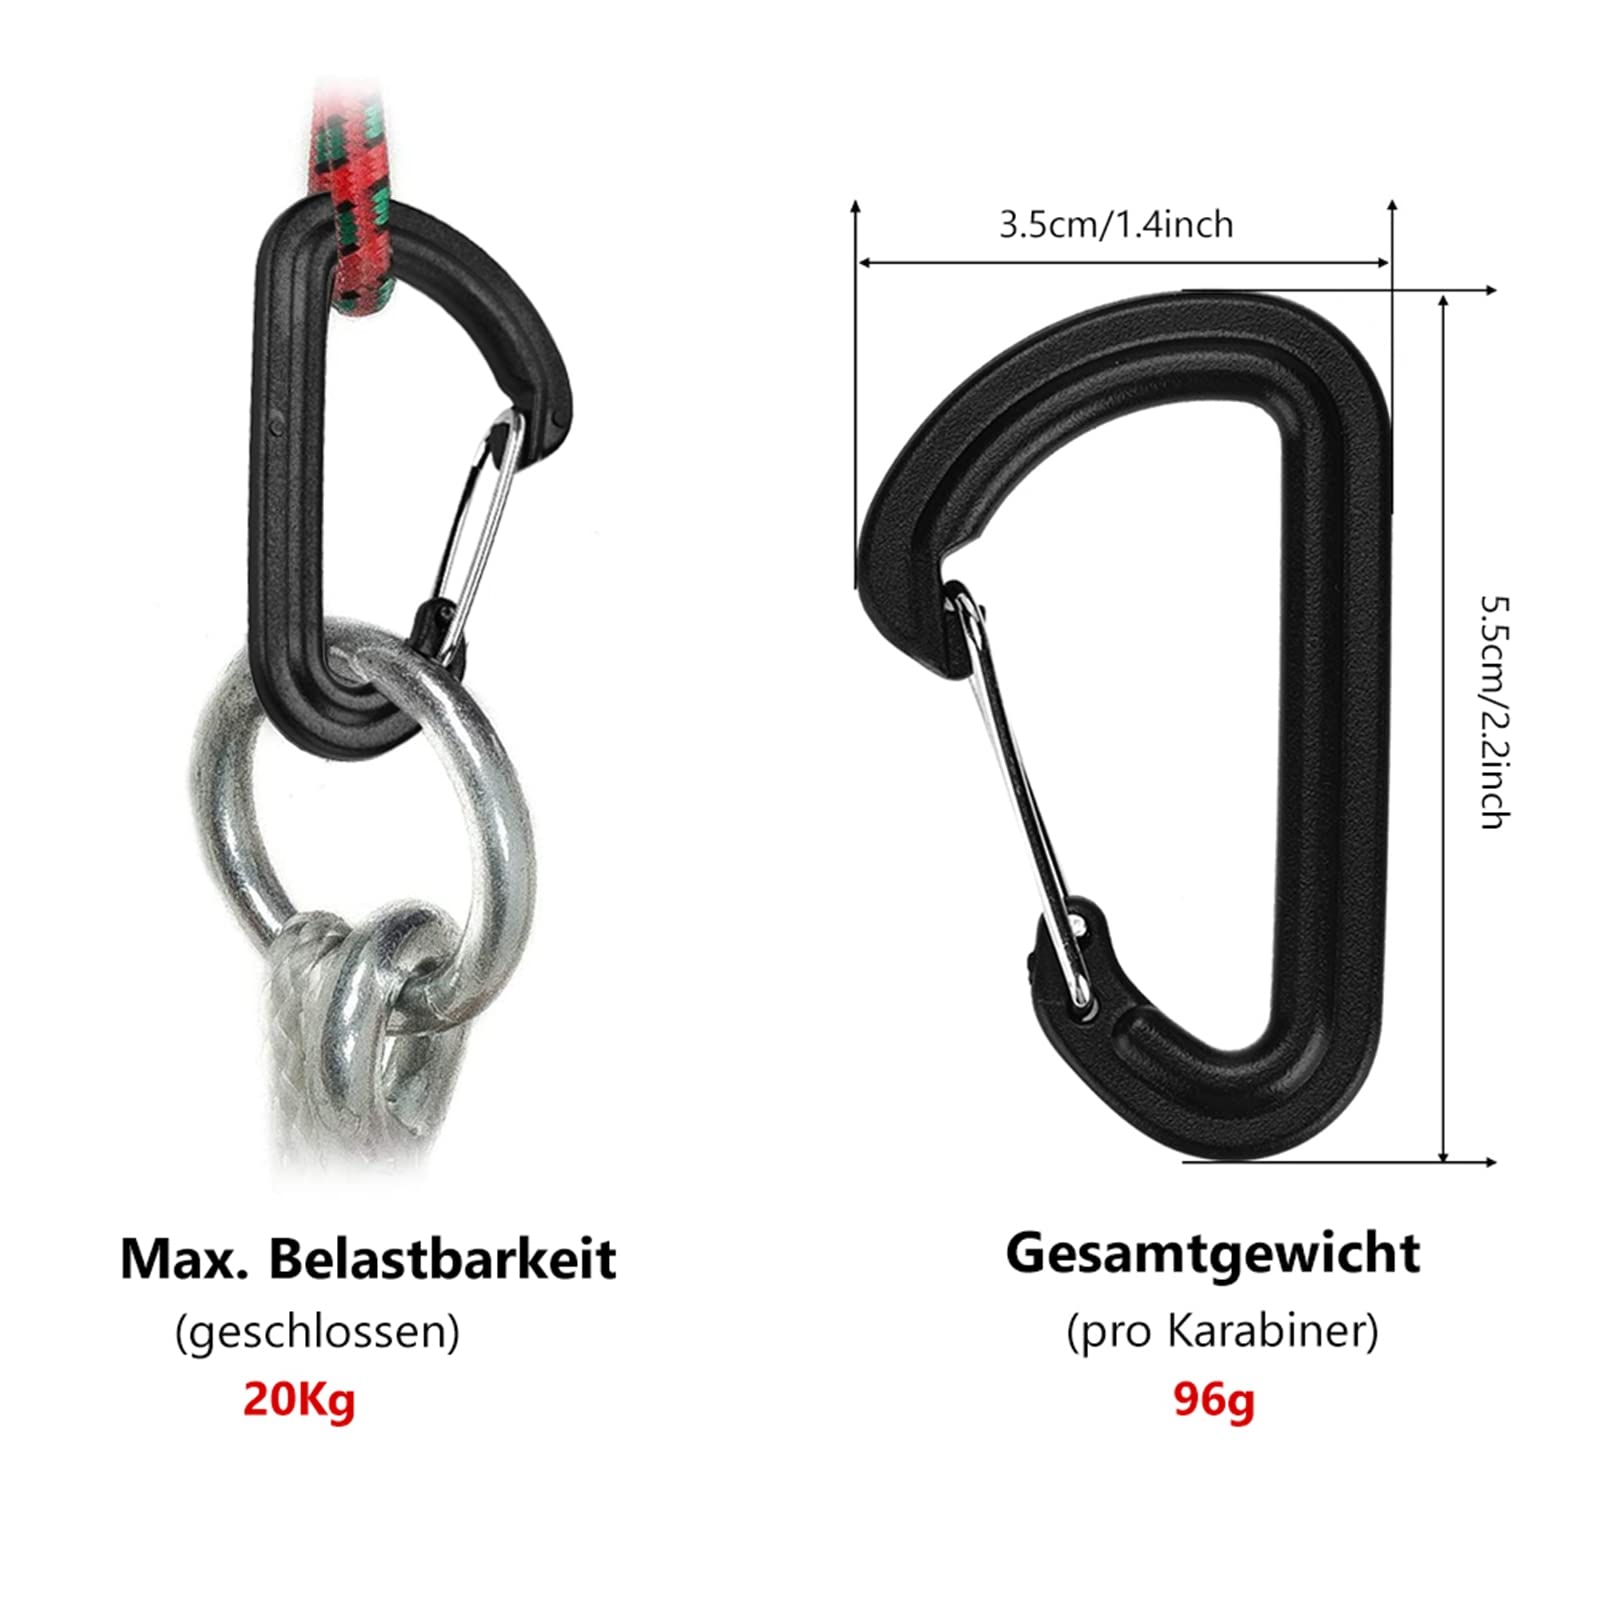 3.5cm/1.4inch
5.5cm/2.2inch
Max. Belastbarkeit
(geschlossen)
20Kg
Gesamtgewicht
(pro Karabiner)
96g